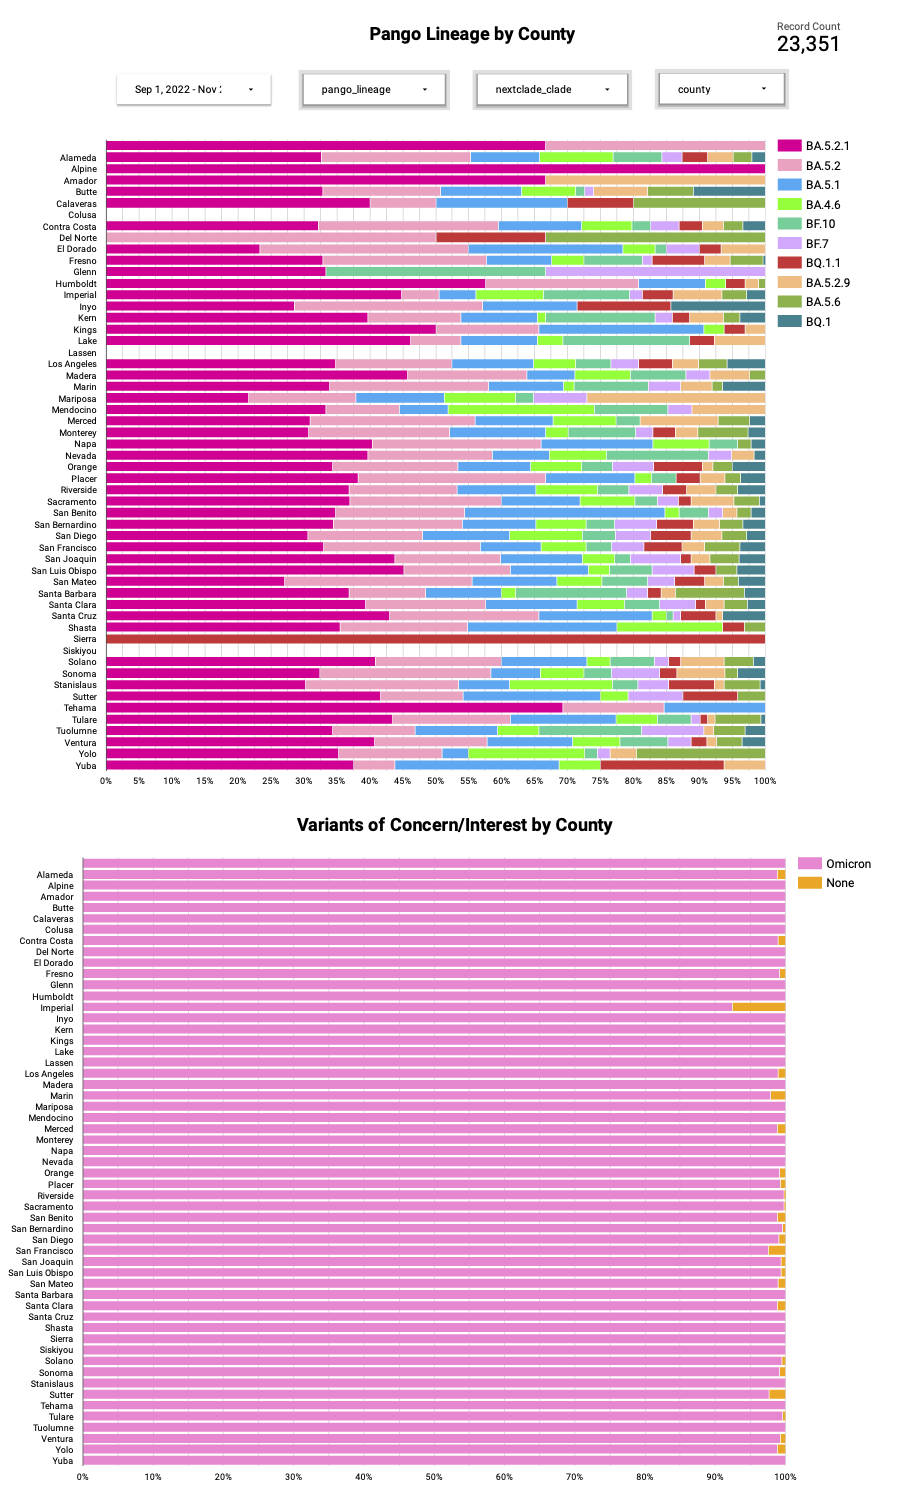 Pango Lineage by County
Record Count
23,351
Sep 1, 2022 - Nov 2
pango_lineage
nextclade_clade
county
Alameda
Alpine
Amador
Butte
Calaveras
Colusa
Contra Costa
Del Norte
El Dorado
Fresno
Glenn
Humboldt
Imperial
Inyo
Kern
Kings
Lake
Lassen
Los Angeles
Madera
Marin
Mariposa
Mendocino
Merced
Monterey
Napa
Nevada
Orange
Placer
Riverside
Sacramento
San Benito
San Bernardino
San Diego
San Francisco
San Joaquin
San Luis Obispo
San Mateo
Santa Barbara
Santa Clara
Santa Cruz
Shasta
Sierra
Siskiyou
Solano
Sonoma
Stanislaus
Sutter
Tehama
Tulare
Tuolumne
Ventura
Yolo
Yuba
0% 5% 10% 15% 20% 25% 30% 35% 40% 45% 50% 55% 60% 65% 70% 75% 80% 85% 90% 95% 100%
BA.5.2.1
BA.5.2
BA.5.1
BA.4.6
BF.10
BF.7
BQ.1.1
BA.5.2.9
BA.5.6
BQ.1
Variants of Concern/Interest by County
Alameda
Alpine
Amador
Butte
Calaveras
Colusa
Contra Costa
Del Norte
El Dorado
Fresno
Glenn
Humboldt
Imperial
Inyo
Kern
Kings
Lake
Lassen
Los Angeles
Madera
Marin
Mariposa
Mendocino
Merced
Monterey
Napa
Nevada
Orange
Placer
Riverside
Sacramento
San Benito
San Bernardino
San Diego
San Francisco
San Joaquin
San Luis Obispo
San Mateo
Santa Barbara
Santa Clara
Santa Cruz
Shasta
Sierra
Siskiyou
Solano
Sonoma
Stanislaus
Sutter
Tehama
Tulare
Tuolumne
Ventura
Yolo
Yuba
0% 10% 20% 30% 40% 50% 60% 70% 80% 90% 100%
Omicron
None